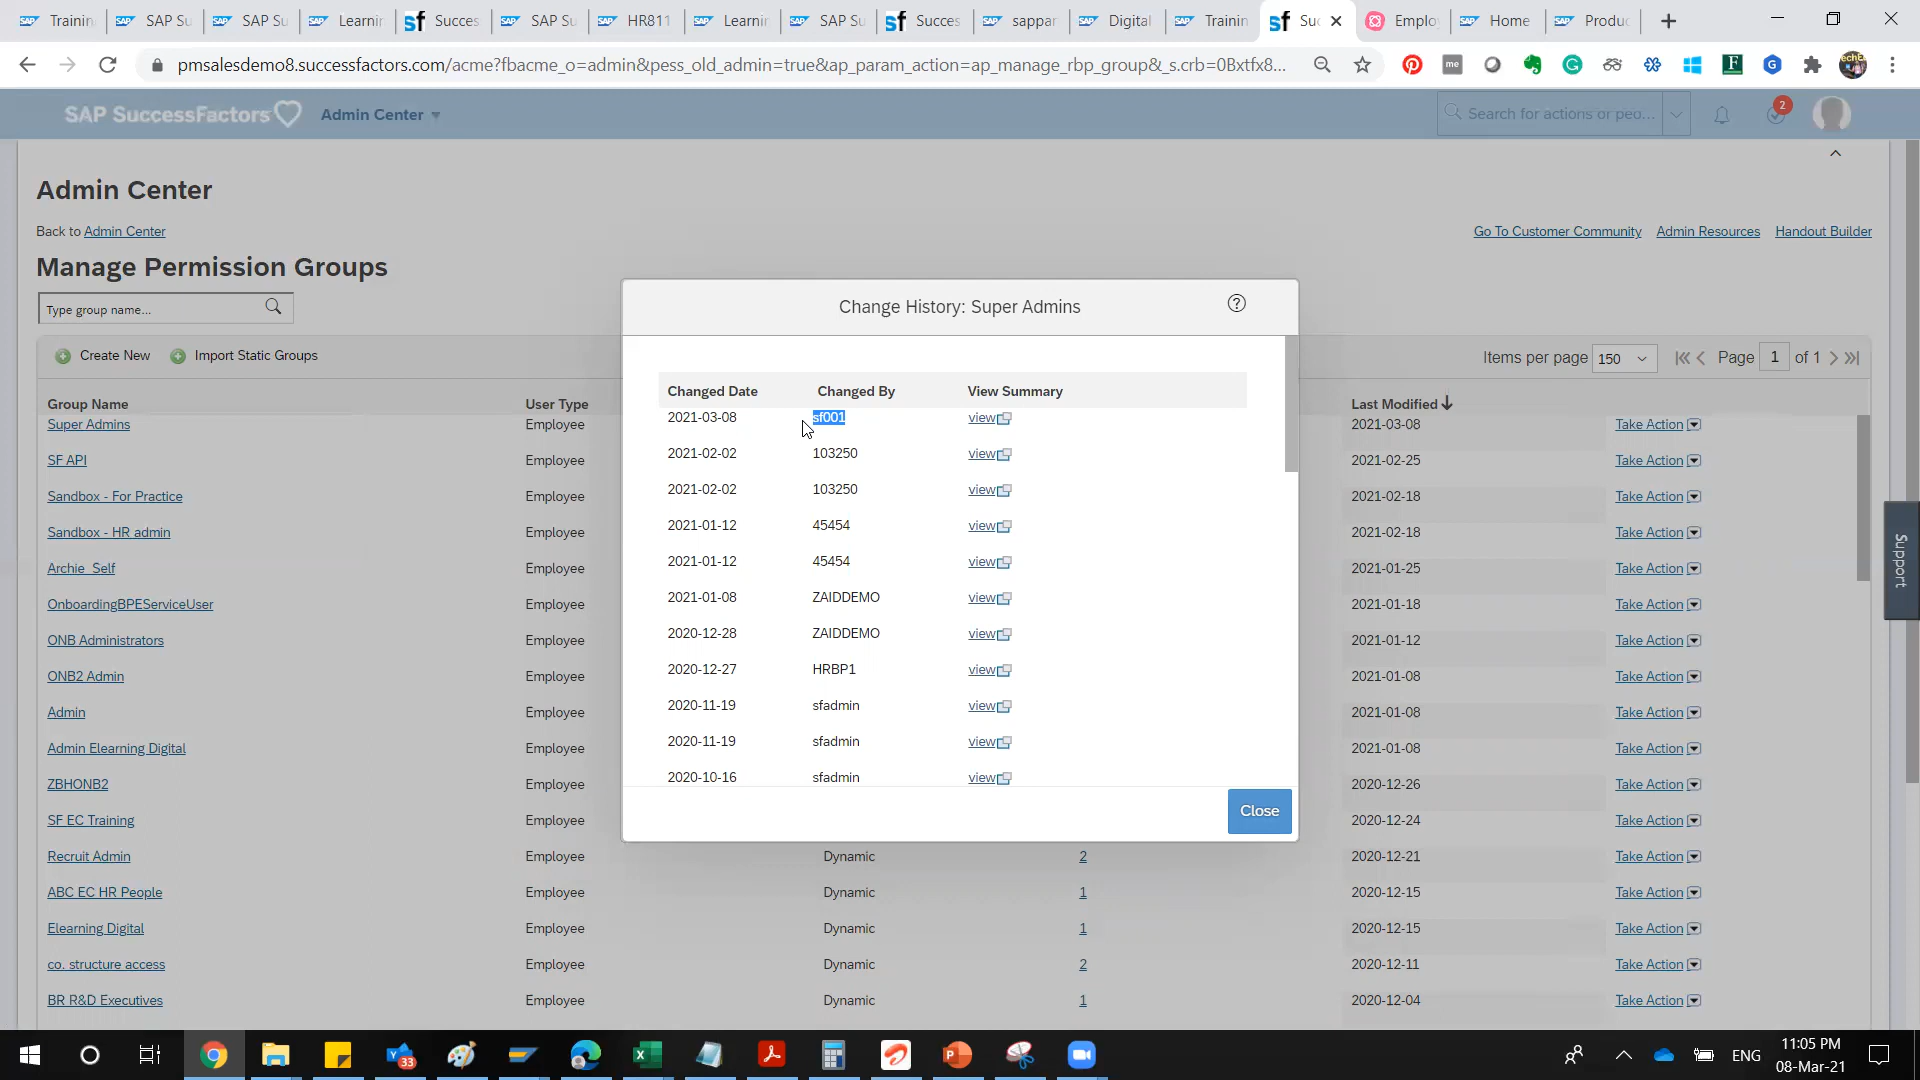 Trainin SAP Su SAP Su Learnin Succes SAP Su HR811 Learnin SAP Su Succes sappar Digital Trainin Suc Emplo Home Produc
pmsalesdemo8.successfactors.com/acme?fbacme_o=admin&pess_old_admin=true&ap_param_action=ap_manage_rbp_group&_s.crb=0Bxtfx8...
SAP SuccessFactors Admin Center Search for actions or peo... 2
Admin Center
Back to Admin Center Go To Customer Community Admin Resources Handout Builder
Manage Permission Groups
Type group name...
Create New Import Static Groups Items per page 150 Page 1 of 1
Group Name User Type Last Modified
Super Admins Employee 2021-03-08 Take Action
SF API Employee 2021-02-25 Take Action
Sandbox - For Practice Employee 2021-02-18 Take Action
Sandbox - HR admin Employee 2021-02-18 Take Action
Archie_Self Employee 2021-01-25 Take Action
OnboardingBPEServiceUser Employee 2021-01-18 Take Action
ONB Administrators Employee 2021-01-12 Take Action
ONB2 Admin Employee 2021-01-08 Take Action
Admin Employee 2021-01-08 Take Action
Admin Elearning Digital Employee 2021-01-08 Take Action
ZBHONB2 Employee 2020-12-26 Take Action
SF EC Training Employee 2020-12-24 Take Action
Recruit Admin Employee Dynamic 2 2020-12-21 Take Action
ABC EC HR People Employee Dynamic 1 2020-12-15 Take Action
Elearning Digital Employee Dynamic 1 2020-12-15 Take Action
co. structure access Employee Dynamic 2 2020-12-11 Take Action
BR R&D Executives Employee Dynamic 1 2020-12-04 Take Action
Change History: Super Admins
Changed Date Changed By View Summary
2021-03-08 sf001 view
2021-02-02 103250 view
2021-02-02 103250 view
2021-01-12 45454 view
2021-01-12 45454 view
2021-01-08 ZAIDDEMO view
2020-12-28 ZAIDDEMO view
2020-12-27 HRBP1 view
2020-11-19 sfadmin view
2020-11-19 sfadmin view
2020-10-16 sfadmin view
Close
Support
33
ENG
11:05 PM
08-Mar-21